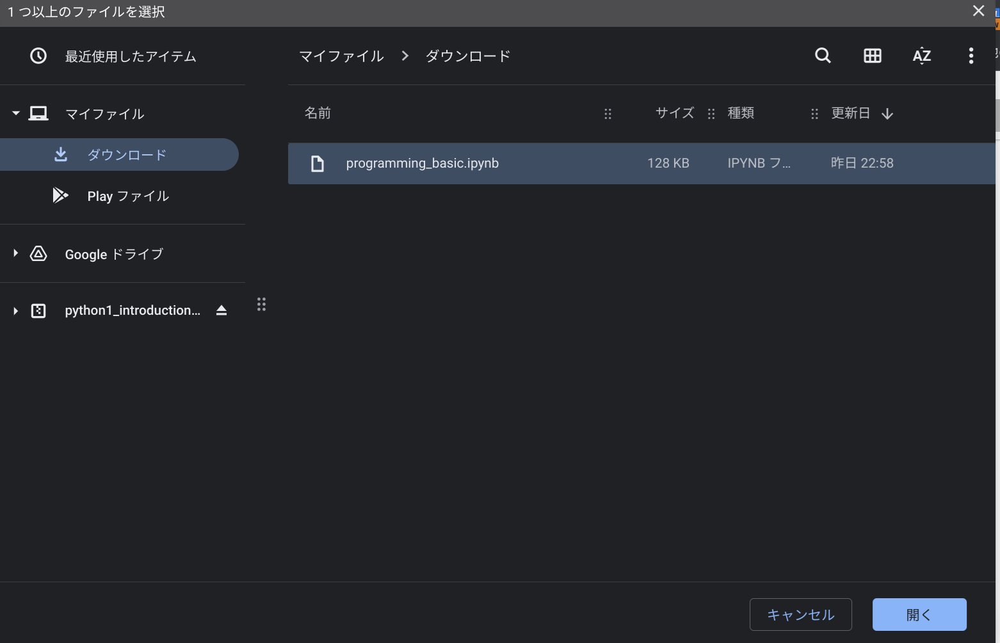 1 つ以上のファイルを選択
最近使用したアイテム
マイファイル
ダウンロード
Play ファイル
Google ドライブ
python1_introduction...
マイファイル > ダウンロード
AZ
名前 サイズ 種類 更新日
programming_basic.ipynb 128 KB IPYNB フ... 昨日 22:58
キャンセル 開く